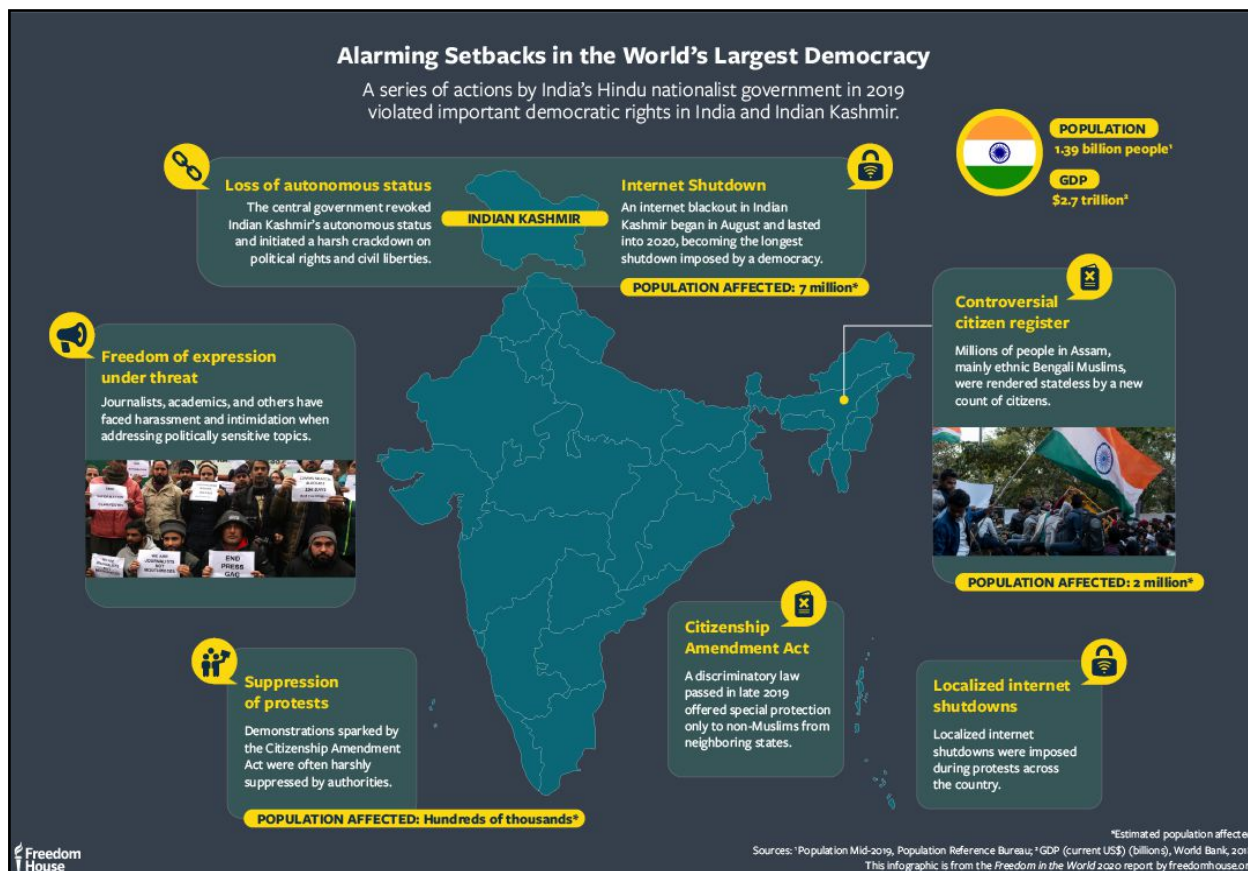 Alarming Setbacks in the World's Largest Democracy
A series of actions by India's Hindu nationalist government in 2019
violated important democratic rights in India and Indian Kashmir.
POPULATION
1.39 billion people¹
GDP
$2.7 trillion²
Loss of autonomous status
The central government revoked
Indian Kashmir's autonomous status
and initiated a harsh crackdown on
political rights and civil liberties.
INDIAN KASHMIR
Internet Shutdown
An internet blackout in Indian
Kashmir began in August and lasted
into 2020, becoming the longest
shutdown imposed by a democracy.
POPULATION AFFECTED: 7 million*
Freedom of expression
under threat
Journalists, academics, and others have
faced harassment and intimidation when
addressing politically sensitive topics.
WE ARE
JOURNALISTS
NOT
END
PRESS
GAG
Controversial
citizen register
Millions of people in Assam,
mainly ethnic Bengali Muslims,
were rendered stateless by a new
count of citizens.
POPULATION AFFECTED: 2 million*
Suppression
of protests
Demonstrations sparked by
the Citizenship Amendment
Act were often harshly
suppressed by authorities.
POPULATION AFFECTED: Hundreds of thousands*
Citizenship
Amendment Act
A discriminatory law
passed in late 2019
offered special protection
only to non-Muslims from
neighboring states.
Localized internet
shutdowns
Localized internet
shutdowns were imposed
during protests across
the country.
Freedom
House
*Estimated population affecte
Sources: ¹Population Mid-2019, Population Reference Bureau; ²GDP (current US$) (billions), World Bank, 201
This infographic is from the Freedom in the World 2020 report by freedomhouse.or